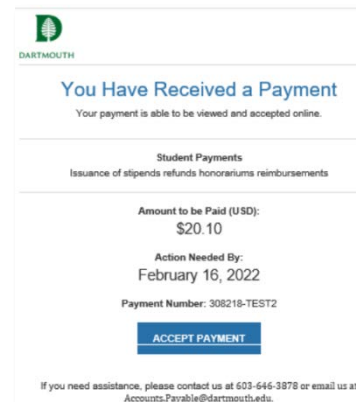 DARTMOUTH
You Have Received a Payment
Your payment is able to be viewed and accepted online.
Student Payments
Issuance of stipends refunds honorariums reimbursements
Amount to be Paid (USD):
$20.10
Action Needed By:
February 16, 2022
Payment Number: 308218-TEST2
ACCEPT PAYMENT
If you need assistance, please contact us at 603-646-3878 or email us at
Accounts.Payable@dartmouth.edu.